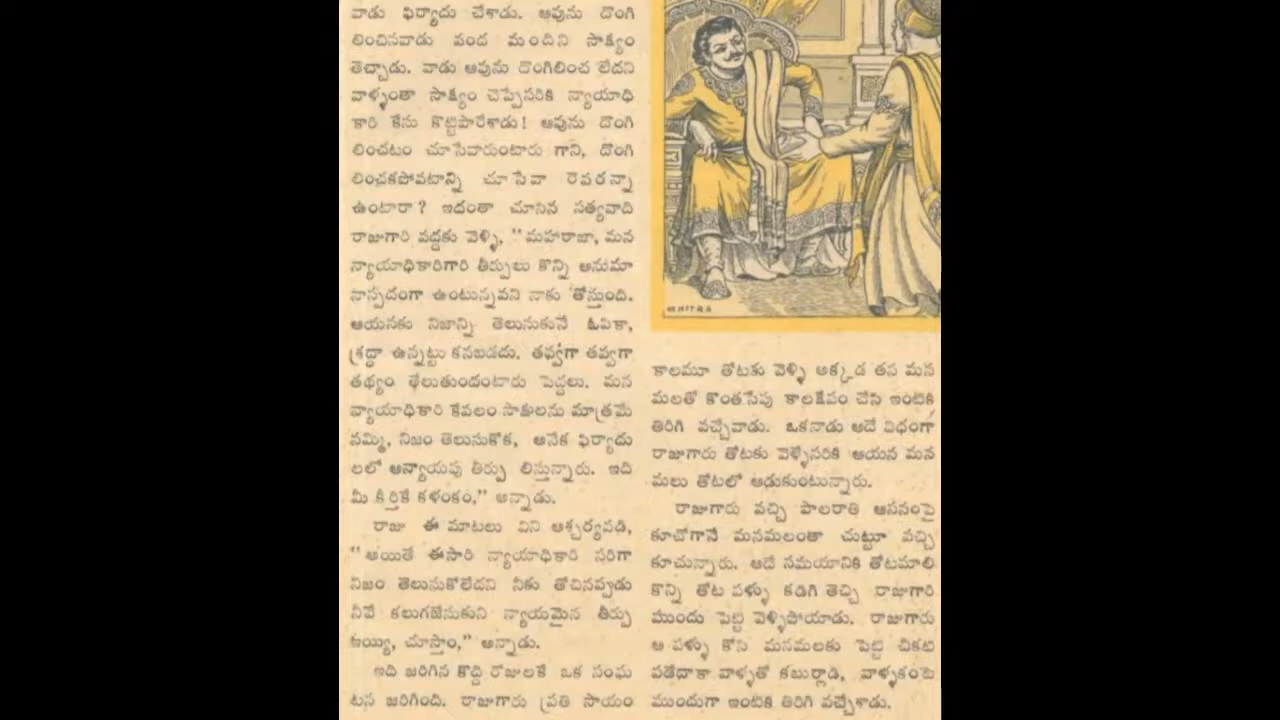 వాడు ఫిర్యాదు చేశాడు. ఆవును దొంగి
లించినవాడు వంద మందిని సాక్ష్యం
తెచ్చాడు. వాడు ఆవును దొంగిలించ లేదని
వాళ్ళంతా సాక్ష్యం చెప్పేసరికి న్యాయాధి
కారి కేసు కొట్టిపారేశాడు! ఆవును దొంగి
లించటం చూసేవారుంటారు గాని, దొంగి
లించకపోవటాన్ని చూసేవా రెవరన్నా
ఉంటారా? ఇదంతా చూసిన సత్యవాది
రాజుగారి వద్దకు వెళ్ళి, "మహారాజా, మన
న్యాయాధికారిగారి తీర్పులు కొన్ని అనుమా
నాస్పదంగా ఉంటున్నవని నాకు తోస్తుంది.
ఆయనకు నిజాన్ని తెలుసుకునే ఓపికా,
శ్రద్ధా ఉన్నట్టు కనబడదు. తవ్వగా తవ్వగా
తథ్యం తేలుతుందంటారు పెద్దలు. మన
న్యాయాధికారి కేవలం సాక్షులను మాత్రమే
నమ్మి, నిజం తెలుసుకోక, అనేక ఫిర్యాదు
లలో అన్యాయపు తీర్పు లిస్తున్నారు. ఇది
మీ కీర్తికే కళంకం," అన్నాడు.
రాజు ఈ మాటలు విని ఆశ్చర్యపడి,
"అయితే ఈసారి న్యాయాధికారి సరిగా
నిజం తెలుసుకోలేదని నీకు తోచినప్పుడు
నీవే కలుగజేసుకుని న్యాయమైన తీర్పు
ఇయ్యి, చూస్తాం," అన్నాడు.
ఇది జరిగిన కొద్ది రోజులకే ఒక సంఘ
టన జరిగింది. రాజుగారు ప్రతి సాయం
CHITRA
కాలమూ తోటకు వెళ్ళి అక్కడ తన మన
మలతో కొంతసేపు కాలక్షేపం చేసి ఇంటికి
తిరిగి వచ్చేవాడు. ఒకనాడు అదే విధంగా
రాజుగారు తోటకు వెళ్ళేసరికి ఆయన మన
మలు తోటలో ఆడుకుంటున్నారు.
రాజుగారు వచ్చి పాలరాతి ఆసనంపై
కూచోగానే మనమలంతా చుట్టూ వచ్చి
కూచున్నారు. అదే సమయానికి తోటమాలి
కొన్ని తోట పళ్ళు కడిగి తెచ్చి రాజుగారి
ముందు పెట్టి వెళ్ళిపోయాడు. రాజుగారు
ఆ పళ్ళు కోసి మనమలకు పెట్టి చీకటి
పడేదాకా వాళ్ళతో కబుర్లాడి, వాళ్ళకంటె
ముందుగా ఇంటికి తిరిగి వచ్చేశాడు.